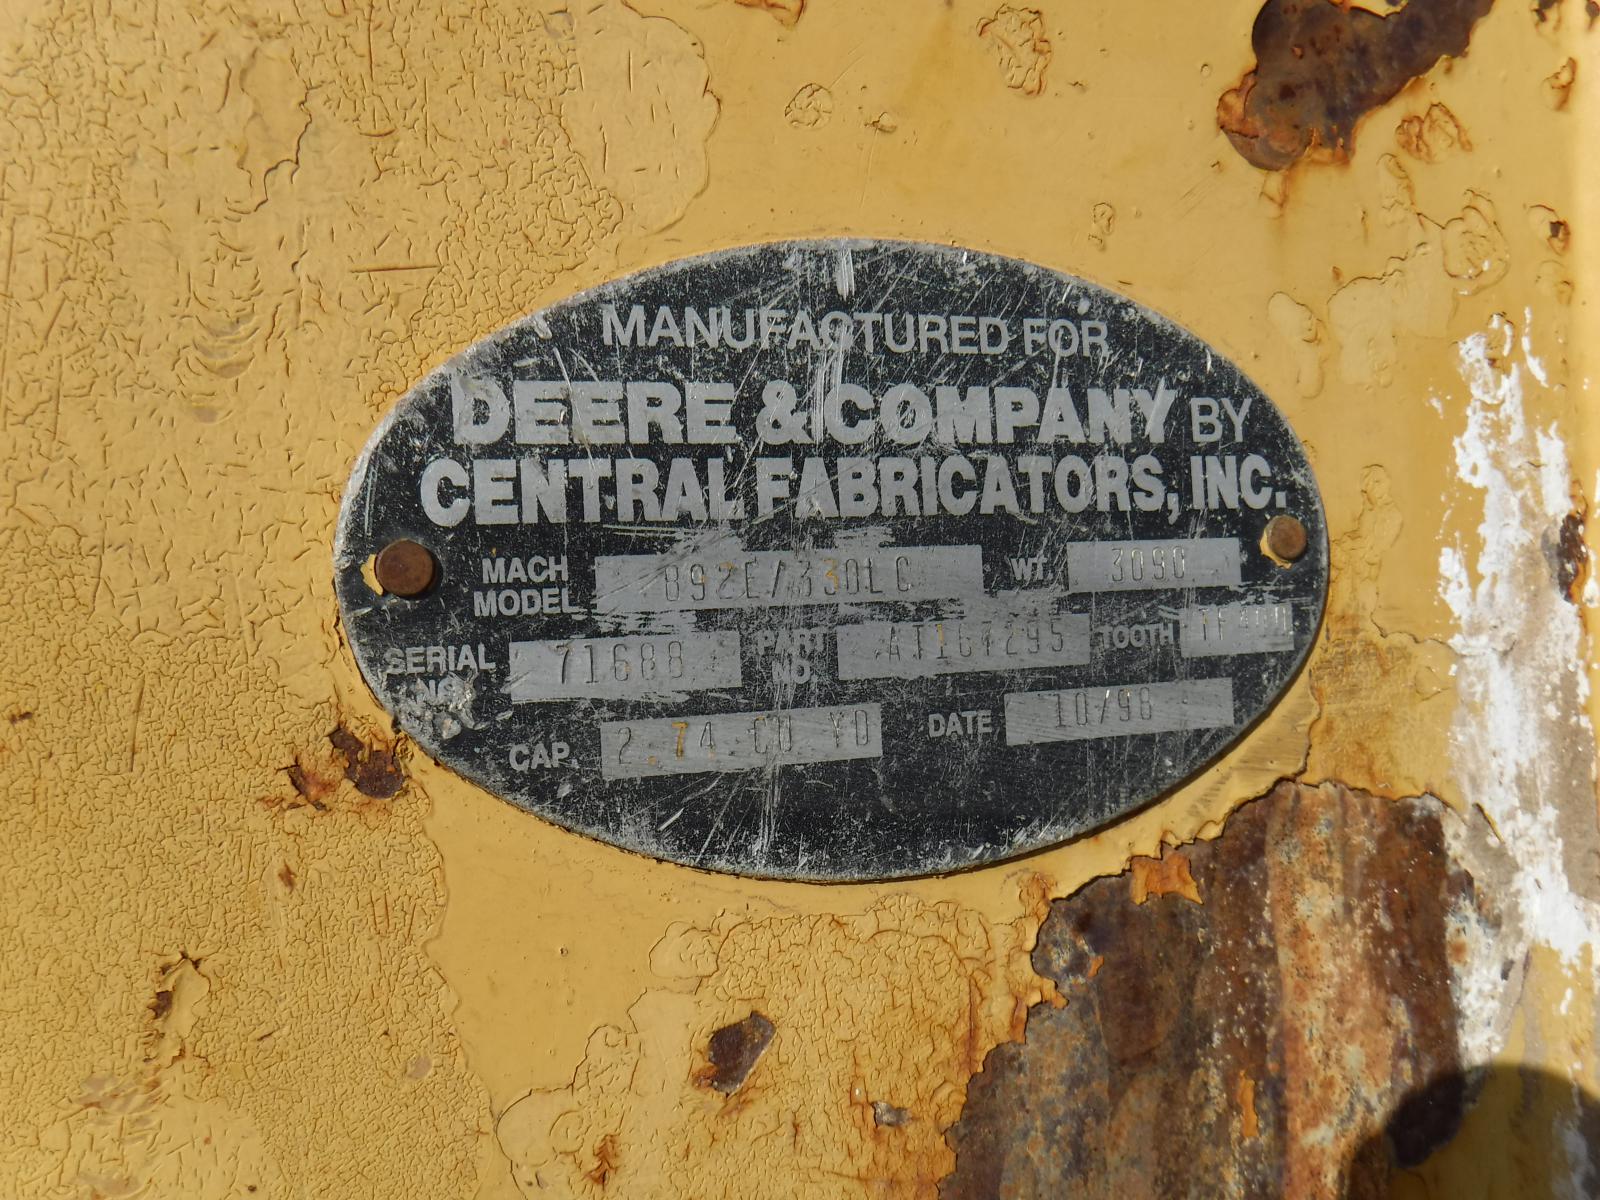 MANUFACTURED FOR
DEERE & COMPANY BY
CENTRAL FABRICATORS, INC.
MACH MODEL 892E/330LC WT. 3090
SERIAL NO. 71688 PART NO. AT167295 TOOTH
CAP. 2.74 CU YD DATE 10/98